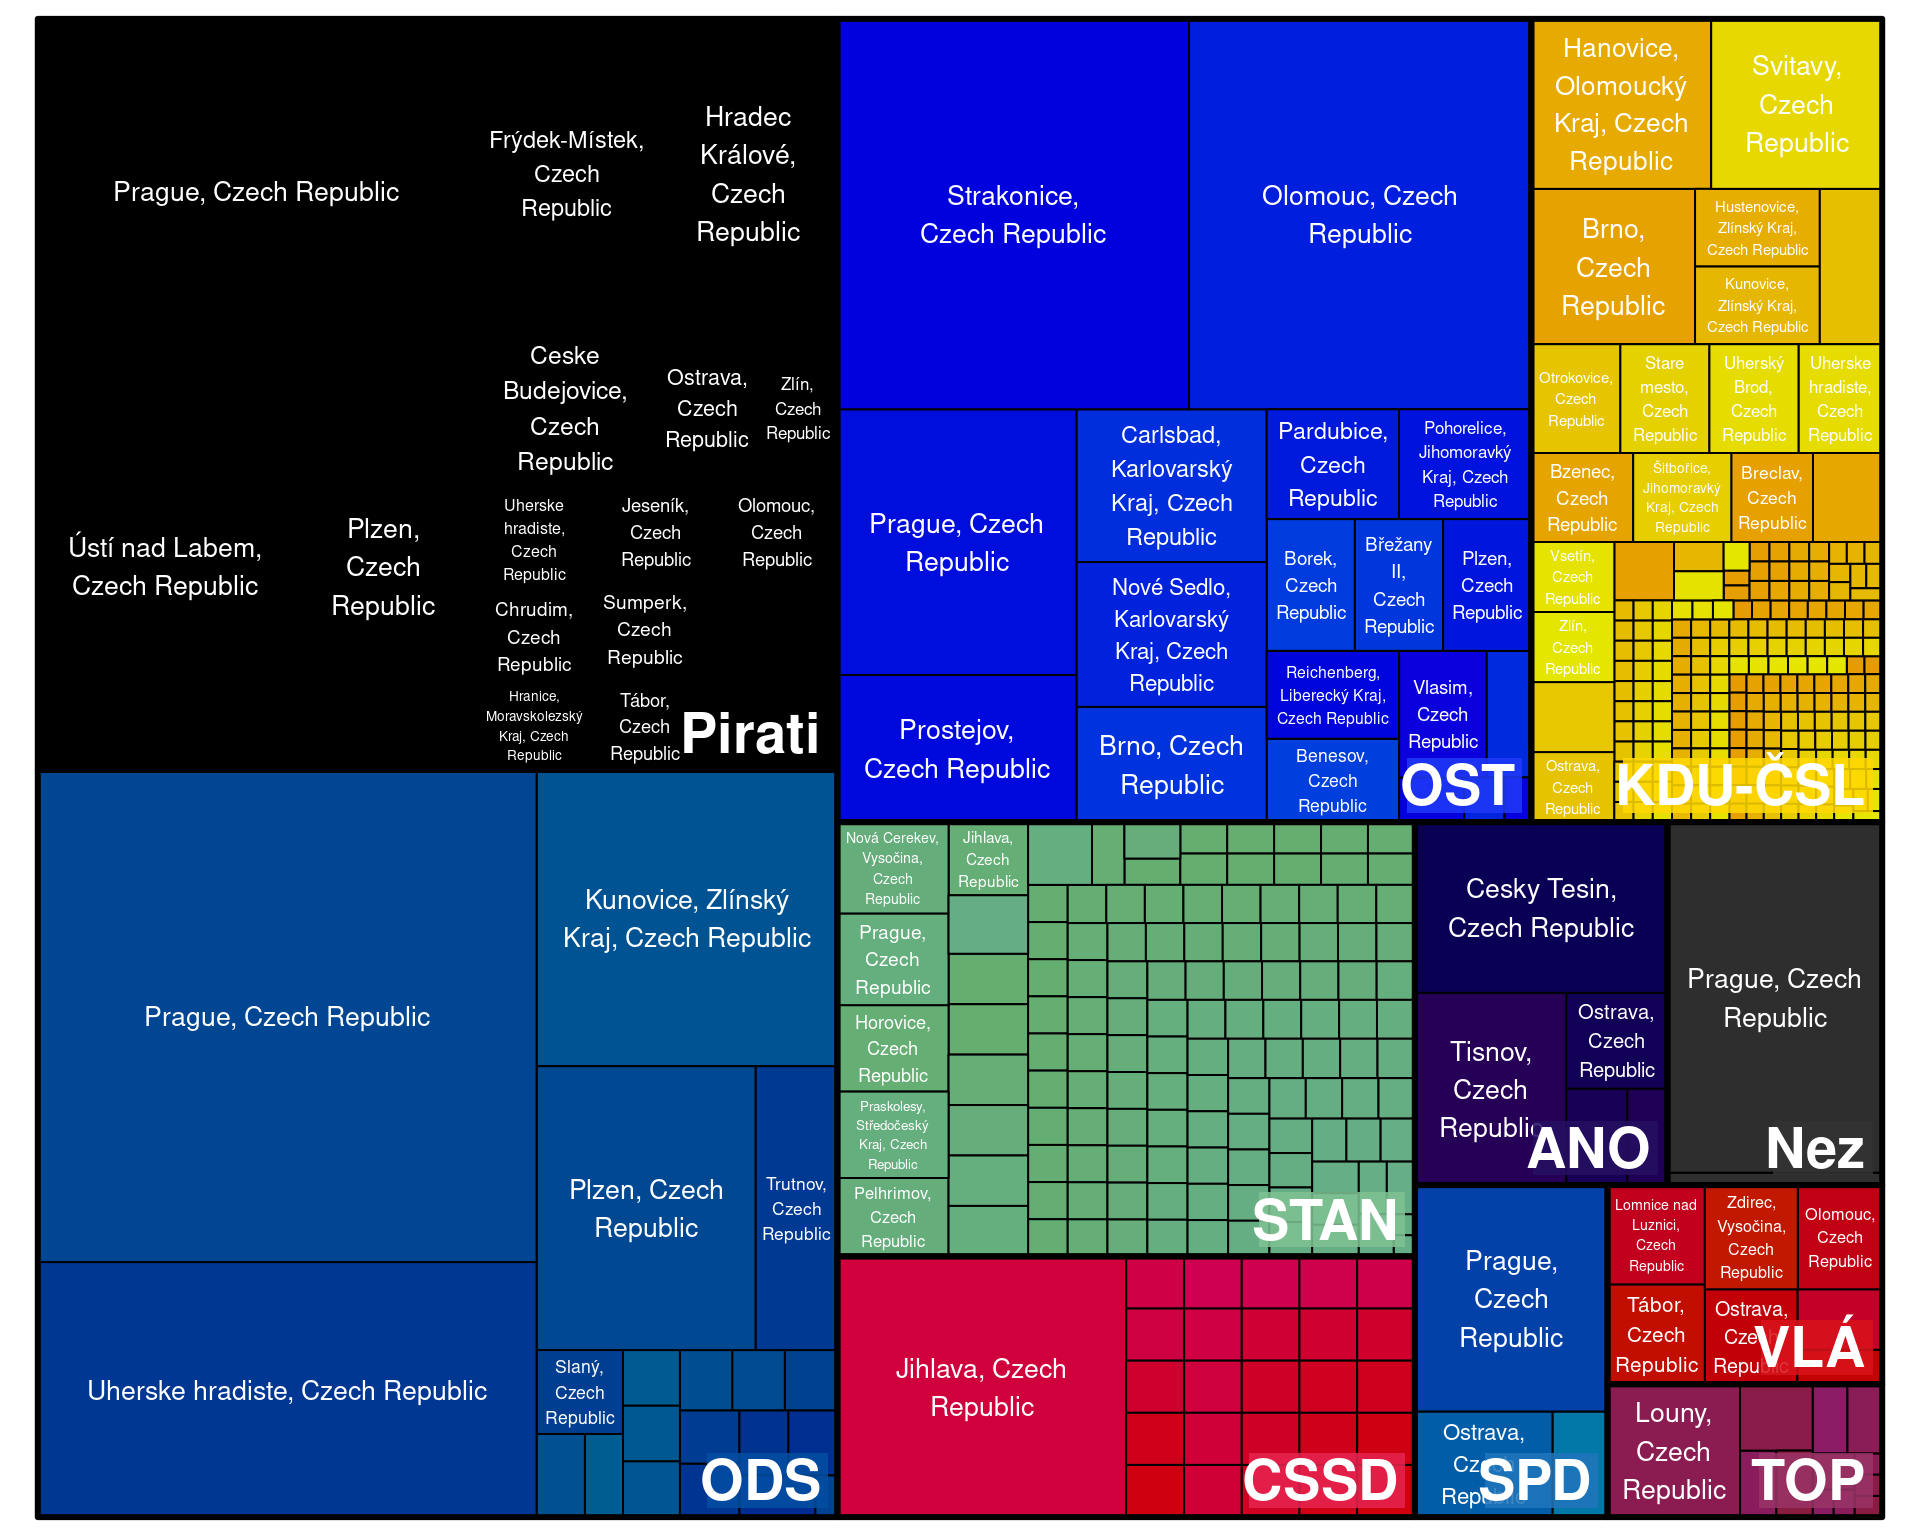 Prague, Czech Republic
Frýdek-Místek,
Czech
Republic
Hradec
Králové,
Czech
Republic
Ústí nad Labem,
Czech Republic
Plzen,
Czech
Republic
Ceske
Budejovice,
Czech
Republic
Ostrava,
Czech
Republic
Zlín,
Czech
Republic
Uherske
hradiste,
Czech
Republic
Jeseník,
Czech
Republic
Olomouc,
Czech
Republic
Chrudim,
Czech
Republic
Sumperk,
Czech
Republic
Hranice,
Moravskolezský
Kraj, Czech
Republic
Tábor,
Czech
Republic
Pirati
Strakonice,
Czech Republic
Olomouc, Czech
Republic
Prague, Czech
Republic
Prostejov,
Czech Republic
Carlsbad,
Karlovarský
Kraj, Czech
Republic
Nové Sedlo,
Karlovarský
Kraj, Czech
Republic
Brno, Czech
Republic
Pardubice,
Czech
Republic
Pohorelice,
Jihomoravký
Kraj, Czech
Republic
Borek,
Czech
Republic
Břežany
II,
Czech
Republic
Plzen,
Czech
Republic
Reichenberg,
Liberecký Kraj,
Czech Republic
Benesov,
Czech
Republic
Vlasim,
Czech
Republic
OST
Hanovice,
Olomoucký
Kraj, Czech
Republic
Svitavy,
Czech
Republic
Brno,
Czech
Republic
Hustenovice,
Zlínský Kraj,
Czech Republic
Kunovice,
Zlínský Kraj,
Czech Republic
Otrokovice,
Czech
Republic
Stare
mesto,
Czech
Republic
Uherský
Brod,
Czech
Republic
Uherske
hradiste,
Czech
Republic
Bzenec,
Czech
Republic
Šitbořice,
Jihomoravký
Kraj, Czech
Republic
Breclav,
Czech
Republic
Vsetín,
Czech
Republic
Zlín,
Czech
Republic
Ostrava,
Czech
Republic
KDU-ČSL
Prague, Czech Republic
Uherske hradiste, Czech Republic
Kunovice, Zlínský
Kraj, Czech Republic
Plzen, Czech
Republic
Trutnov,
Czech
Republic
Slaný,
Czech
Republic
ODS
Nová Cerekev,
Vysočina,
Czech
Republic
Jihlava,
Czech
Republic
Prague,
Czech
Republic
Horovice,
Czech
Republic
Praskolesy,
Středočeský
Kraj, Czech
Republic
Pelhrimov,
Czech
Republic
STAN
Jihlava, Czech
Republic
CSSD
Cesky Tesin,
Czech Republic
Tisnov,
Czech
Republic
Ostrava,
Czech
Republic
ANO
Prague, Czech
Republic
Nez
Prague,
Czech
Republic
Ostrava,
Czech
Republic
SPD
Lomnice nad
Luznici,
Czech
Republic
Zdirec,
Vysočina,
Czech
Republic
Olomouc,
Czech
Republic
Tábor,
Czech
Republic
Ostrava,
Czech
Republic
VLÁ
Louny,
Czech
Republic
TOP